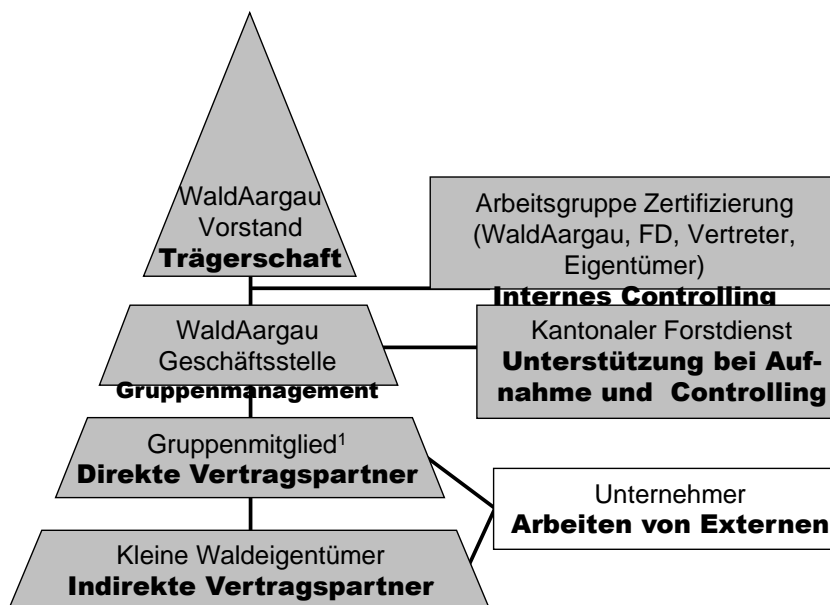 WaldAargau
Vorstand
Trägerschaft
Arbeitsgruppe Zertifizierung
(WaldAargau, FD, Vertreter,
Eigentümer)
Internes Controlling
WaldAargau
Geschäftsstelle
Gruppenmanagement
Kantonaler Forstdienst
Unterstützung bei Auf-
nahme und Controlling
Gruppenmitglied¹
Direkte Vertragspartner
Unternehmer
Arbeiten von Externen
Kleine Waldeigentümer
Indirekte Vertragspartner